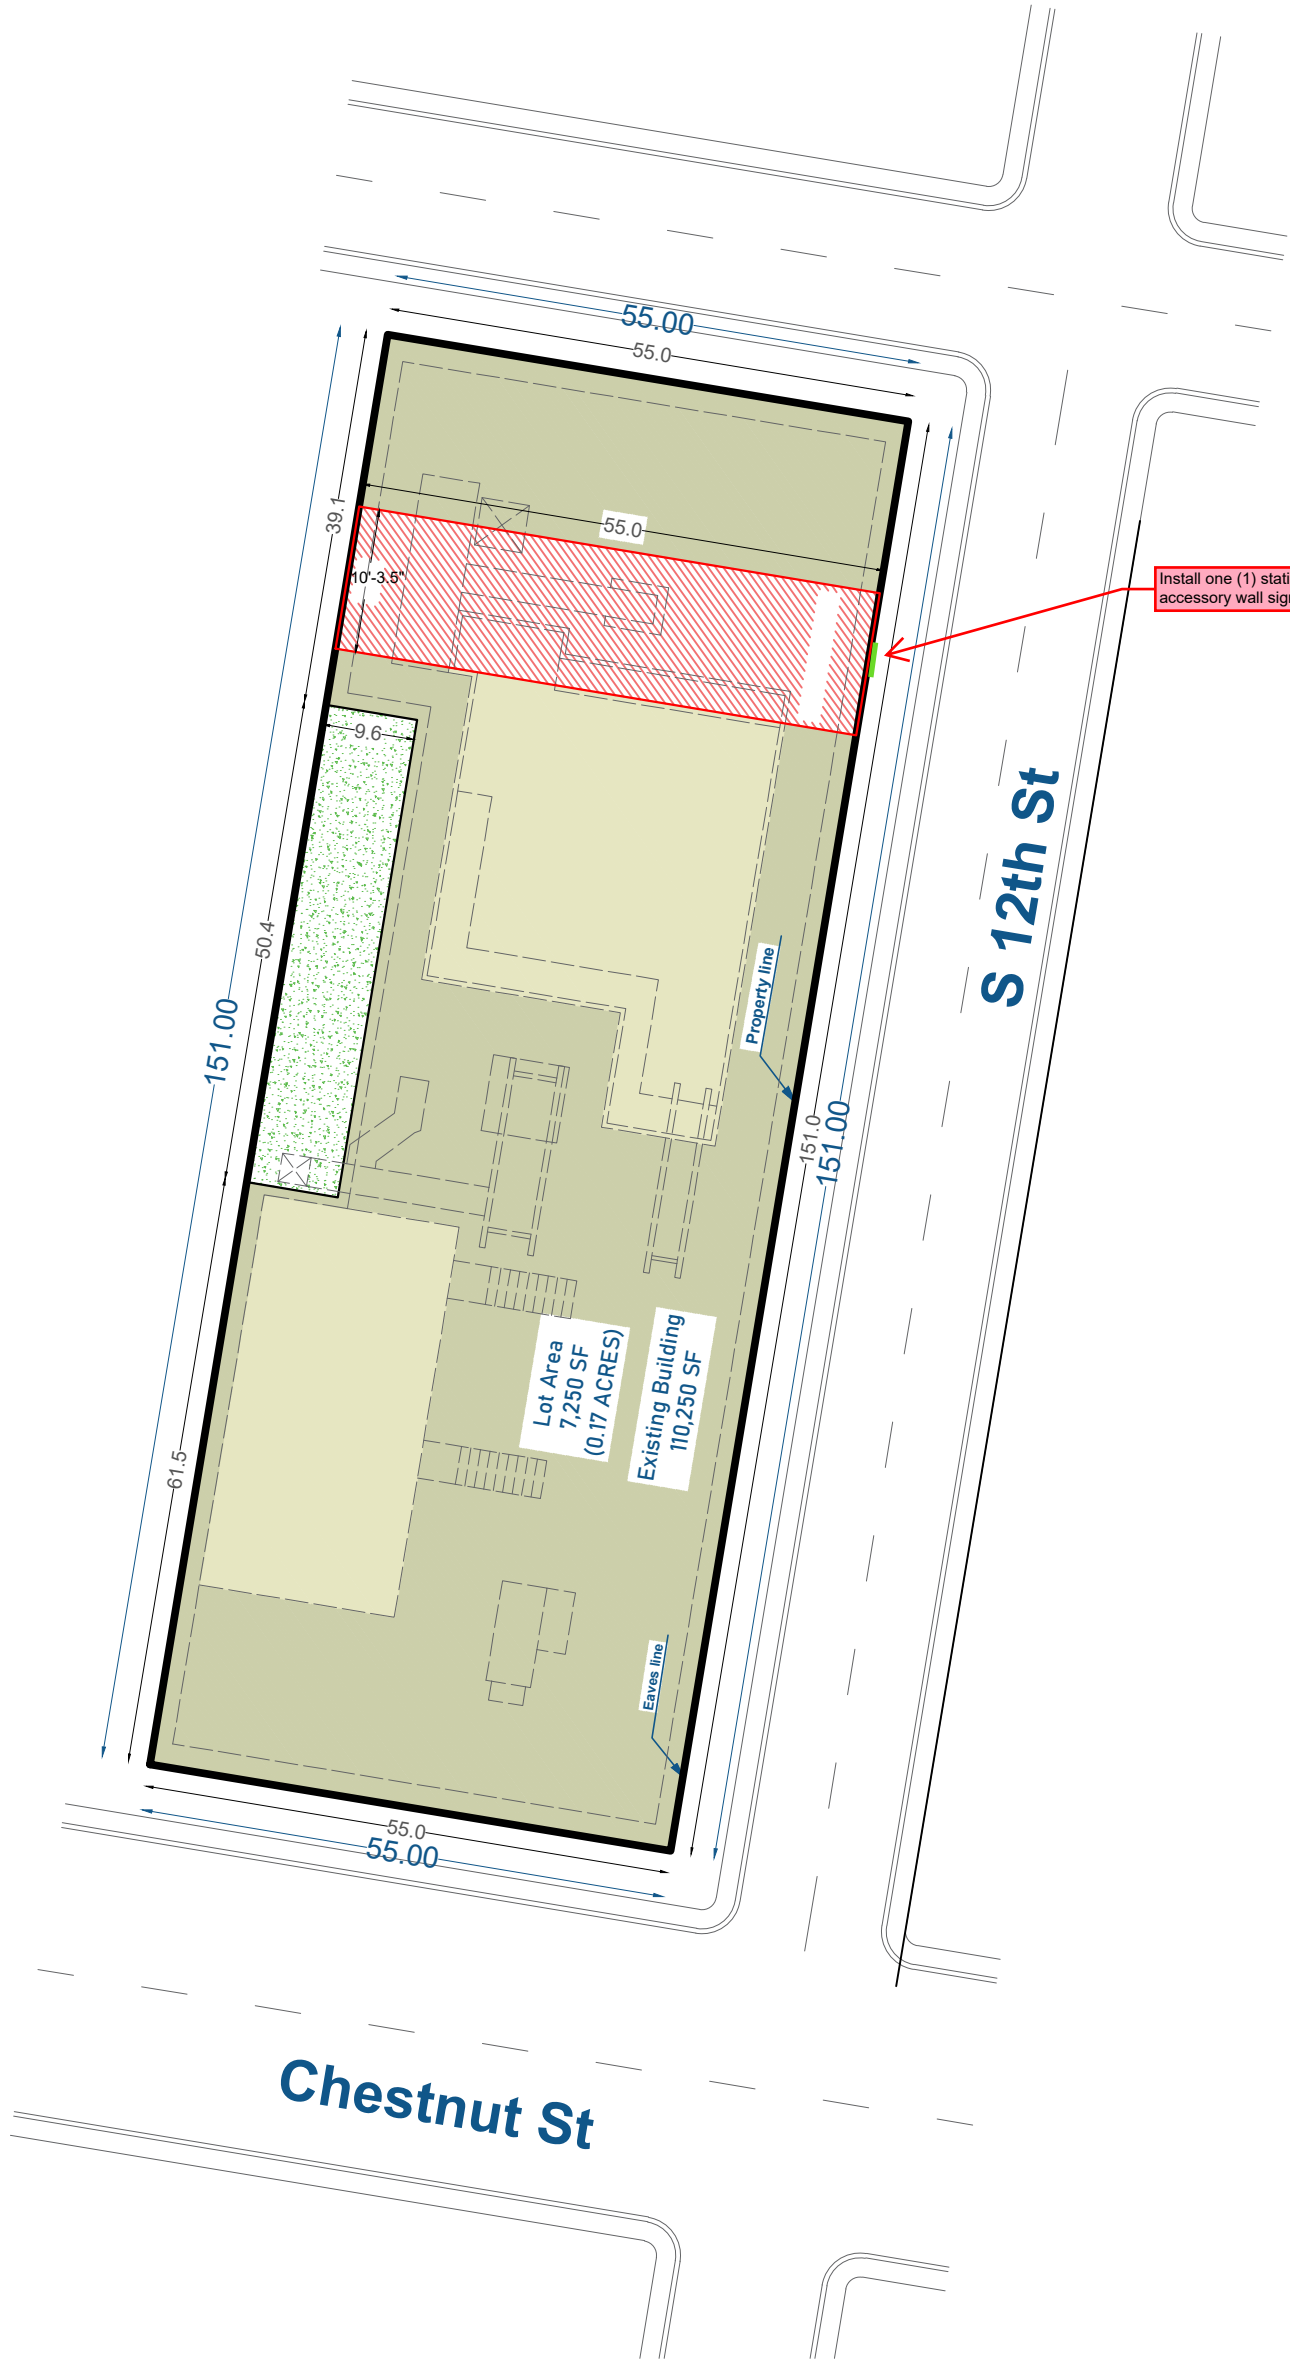 55.00
55.0
39.1
55.0
10'-3.5"
Install one (1) stati
accessory wall sign
9.6
S 12th St
50.4
Property line
151.00
151.0
151.00
Lot Area
7,250 SF
(0.17 ACRES)
Existing Building
110,250 SF
61.5
Eaves line
55.0
55.00
Chestnut St